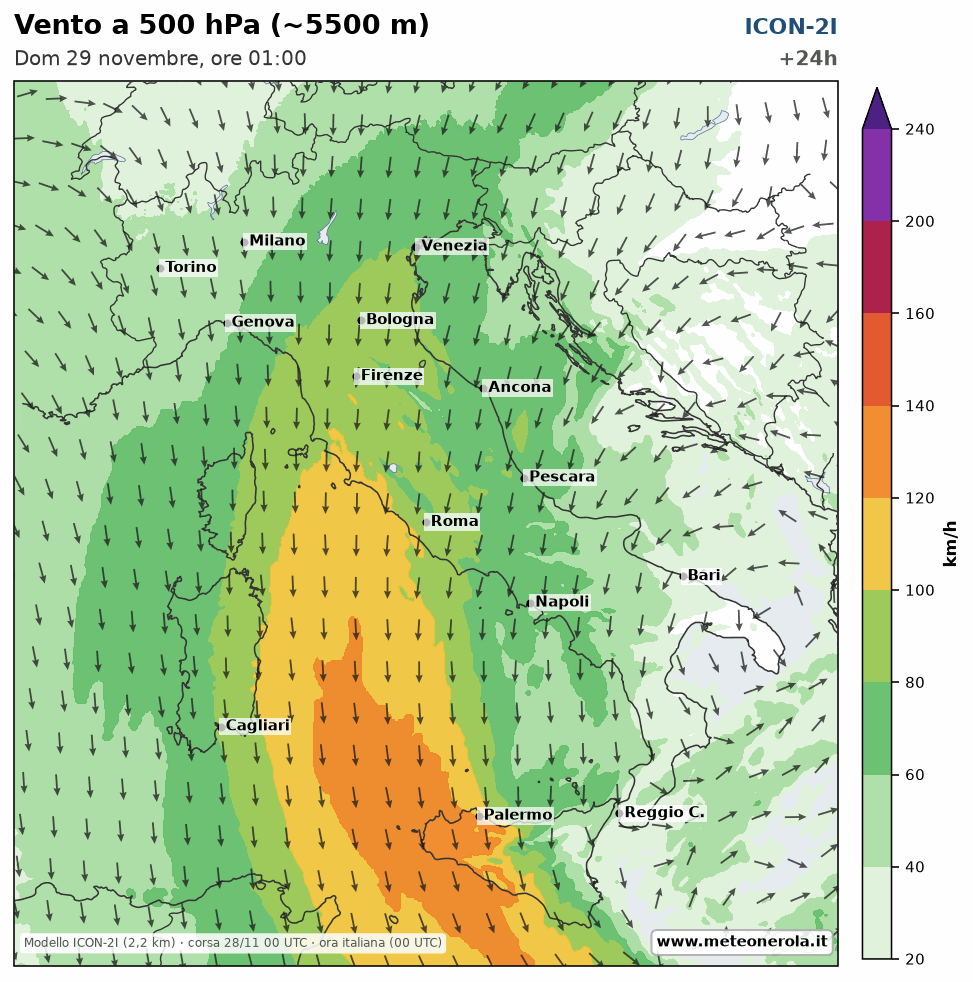 Vento a 500 hPa (~5500 m)
ICON-2I
Dom 29 novembre, ore 01:00
+24h
Milano
Venezia
Torino
Genova
Bologna
Firenze
Ancona
Pescara
Roma
Bari
Napoli
Cagliari
Palermo
Reggio C.
Modello ICON-2I (2,2 km) · corsa 28/11 00 UTC · ora italiana (00 UTC)
www.meteonerola.it
240
200
160
140
120
100
80
60
40
20
km/h